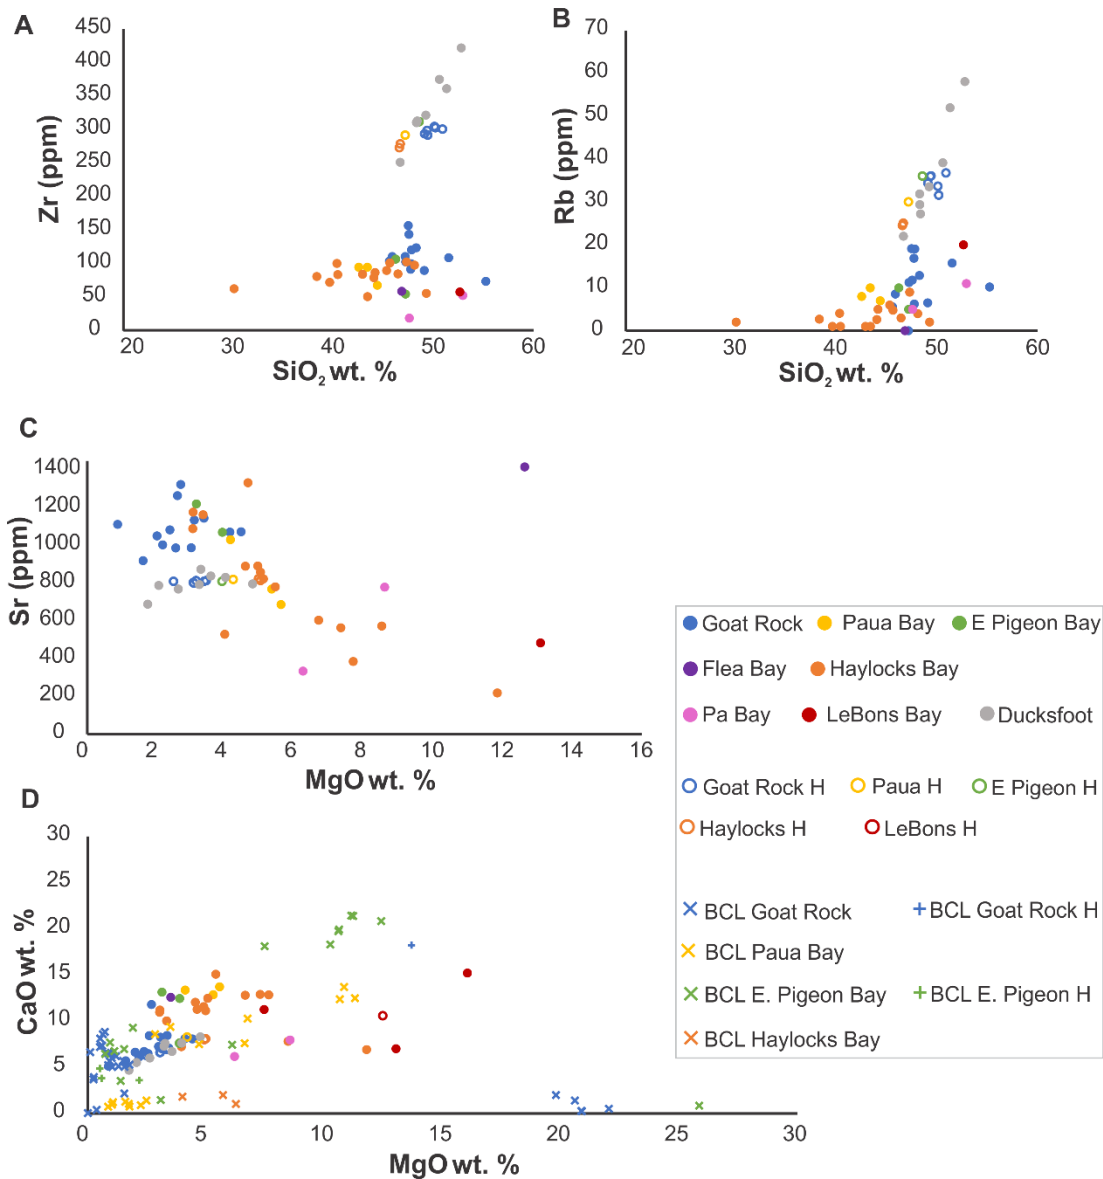 A
B
450
400
350
300
250
200
150
100
50
0
Zr (ppm)
20
30
40
50
60
SiO₂ wt. %
70
60
50
40
30
20
10
0
Rb (ppm)
20
30
40
50
60
SiO₂ wt. %
C
1400
1200
1000
800
600
400
200
0
Sr (ppm)
0
2
4
6
8
10
12
14
16
MgO wt. %
D
30
25
20
15
10
5
0
CaO wt. %
0
5
10
15
20
25
30
MgO wt. %
Goat Rock Paua Bay E Pigeon Bay
Flea Bay Haylocks Bay
Pa Bay LeBons Bay Ducksfoot
Goat Rock H Paua H E Pigeon H
Haylocks H LeBons H
BCL Goat Rock BCL Goat Rock H
BCL Paua Bay
BCL E. Pigeon Bay BCL E. Pigeon H
BCL Haylocks Bay